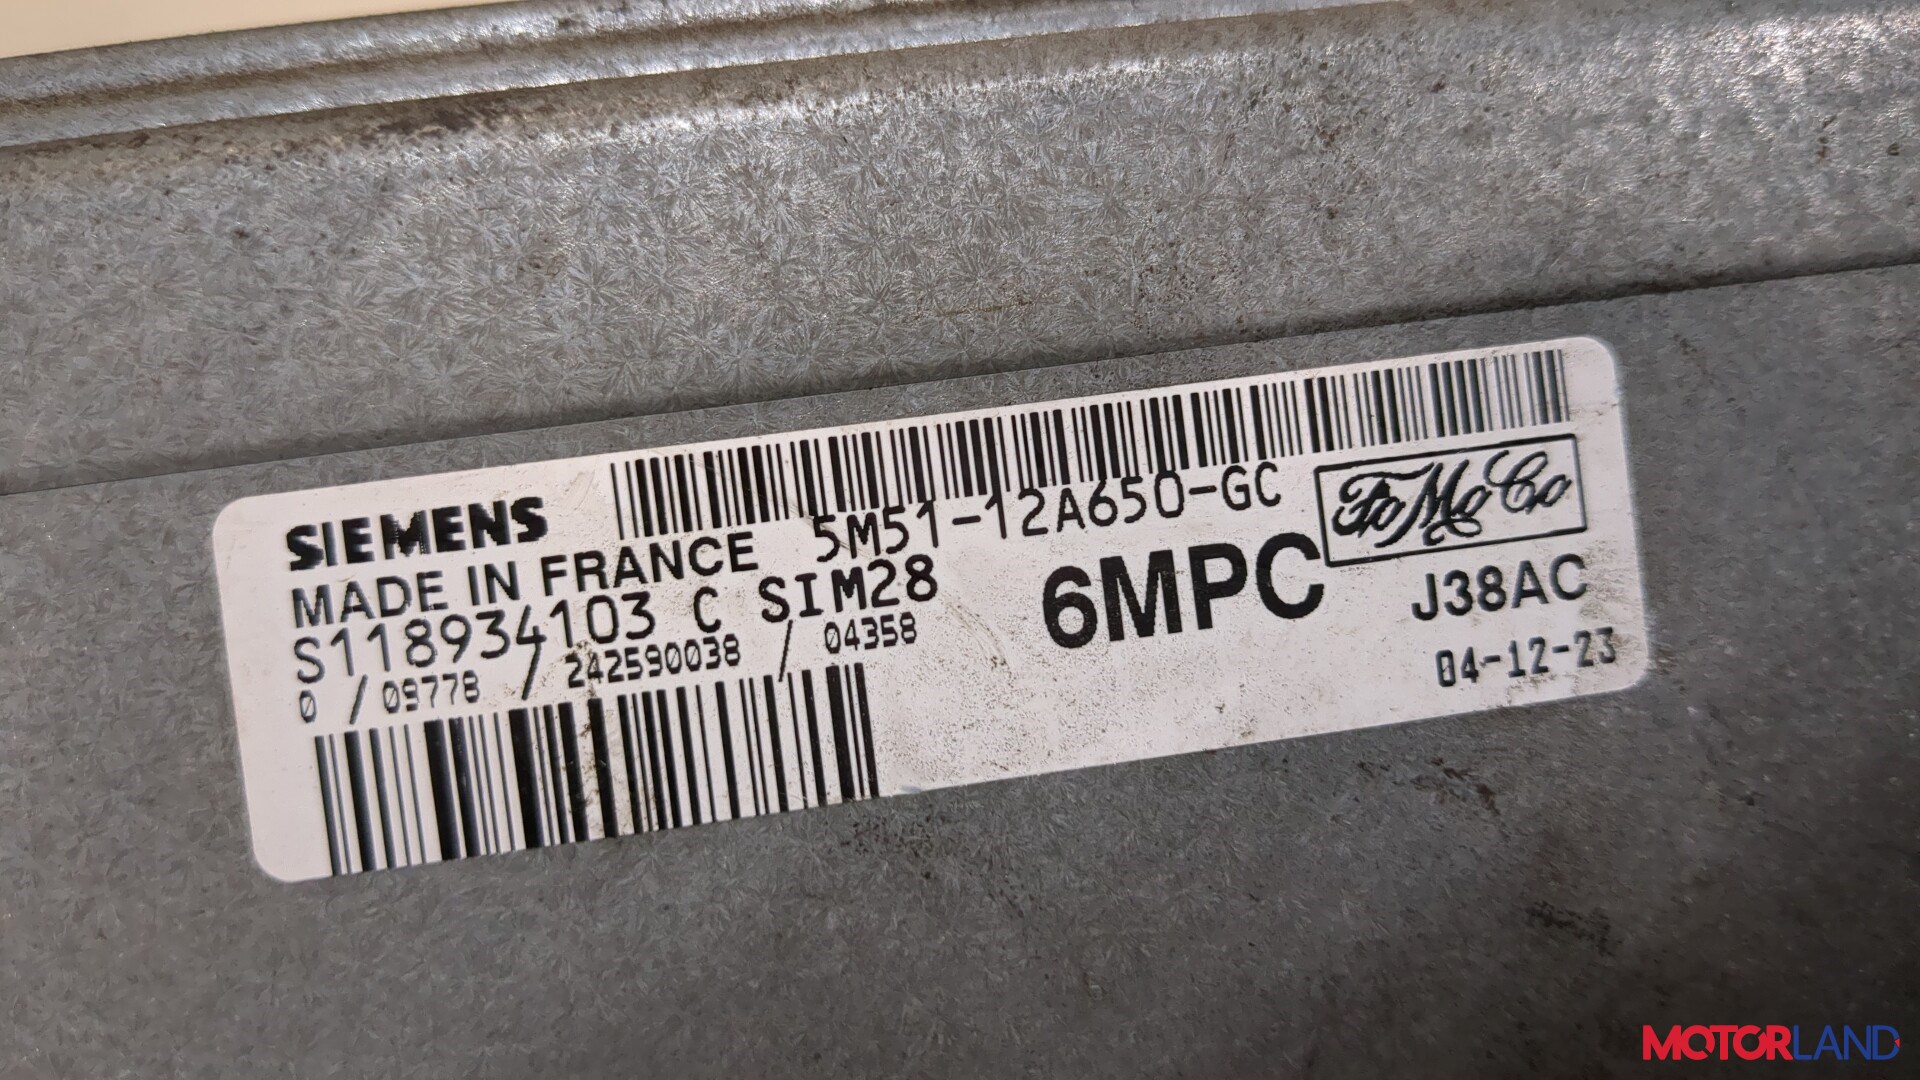 SIEMENS
5M51-12A650-GC
FoMoCo
MADE IN FRANCE
S118934103 C SIM28
6MPC
J38AC
0 / 09778 / 242590038 / 04358
04-12-23
MOTORLAND